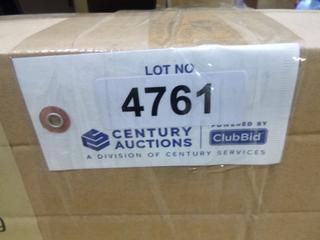 LOT NO
4761
CENTURY AUCTIONS
POWERED BY
ClubBid
A DIVISION OF CENTURY SERVICES